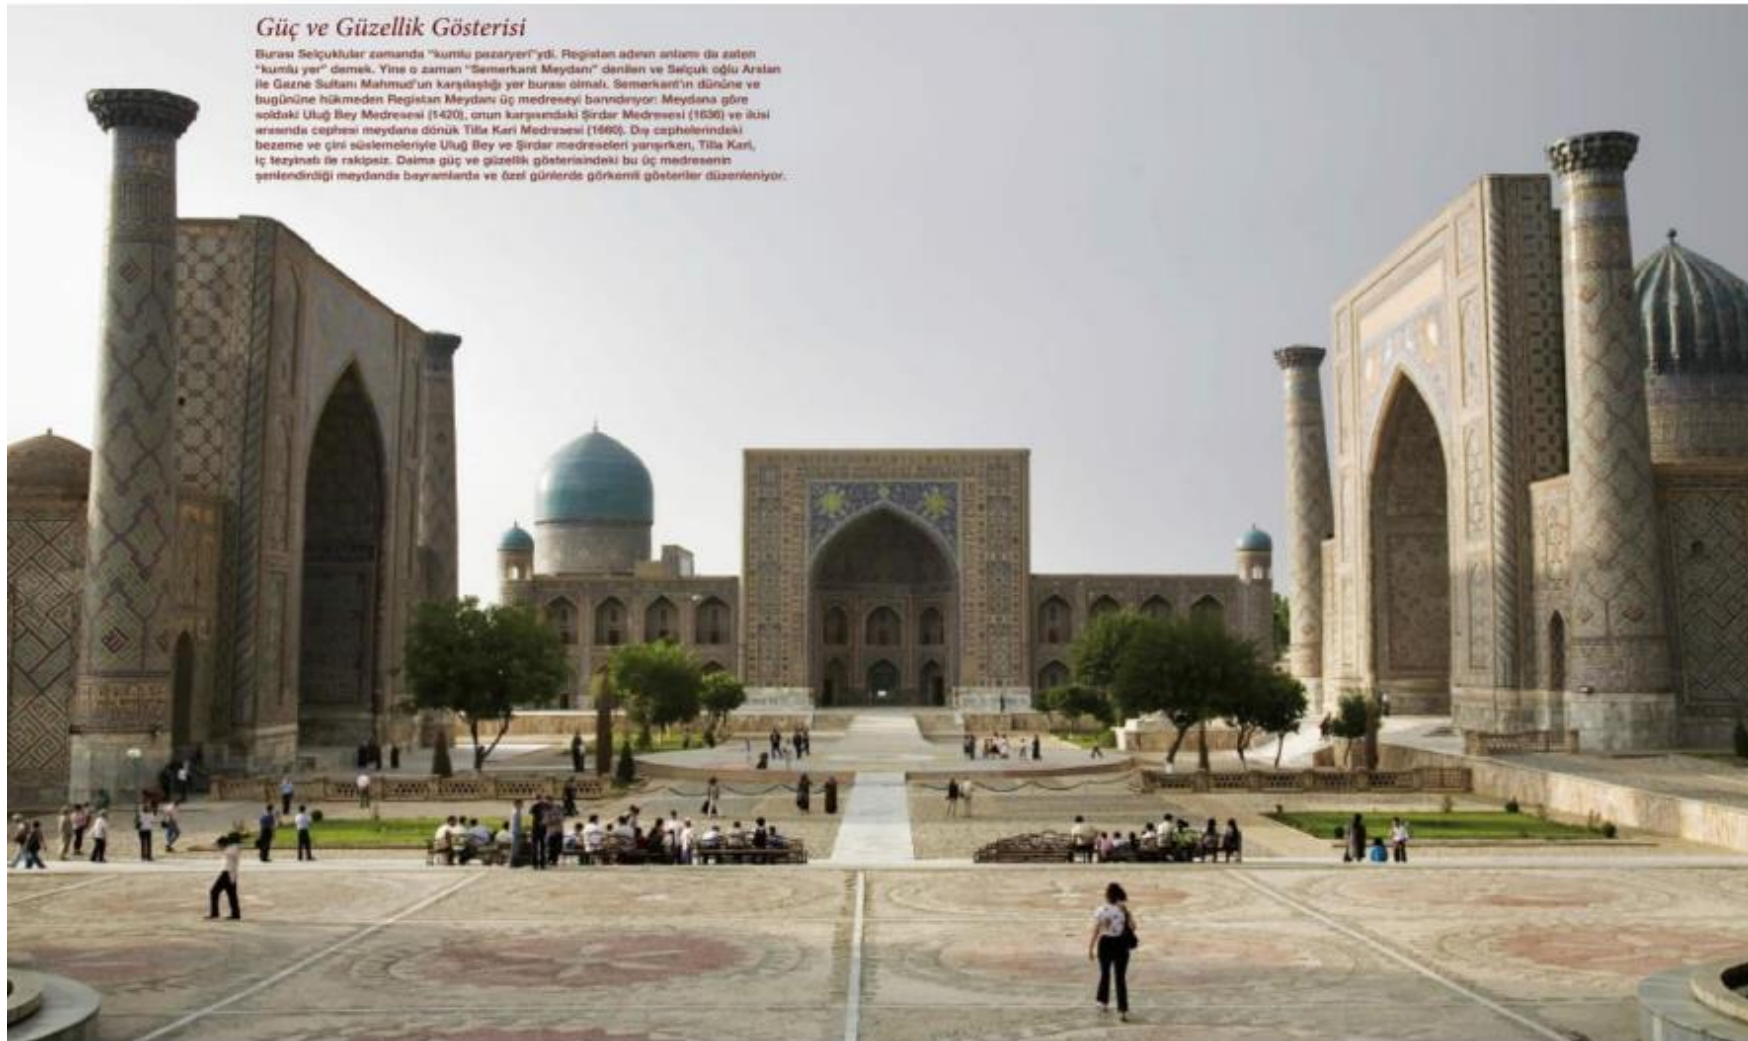 Güç ve Güzellik Gösterisi
Burası Selçuklular zamanda "kumlu pazaryeri"ydi. Registan adının anlamı da zaten
"kumlu yer" demek. Yine o zaman "Semerkant Meydanı" denilen ve Selçuk oğlu Arslan
ile Gazne Sultanı Mahmud'un karşılaştığı yer burası olmalı. Semerkant'ın dününe ve
bugününe hükmeden Registan Meydanı üç medreseyi barındırıyor: Meydana göre
soldaki Uluğ Bey Medresesi (1420), onun karşısındaki Şirdar Medresesi (1636) ve ikisi
arasında cephesi meydana dönük Tilla Kari Medresesi (1660). Dış cephelerindeki
bezeme ve çini süslemeleriyle Uluğ Bey ve Şirdar medreseleri yarışırken, Tilla Kari,
iç tezyinatı ile rakipsiz. Daima güç ve güzellik gösterisindeki bu üç medresenin
şenlendirdiği meydanda bayramlarda ve özel günlerde görkemli gösteriler düzenleniyor.